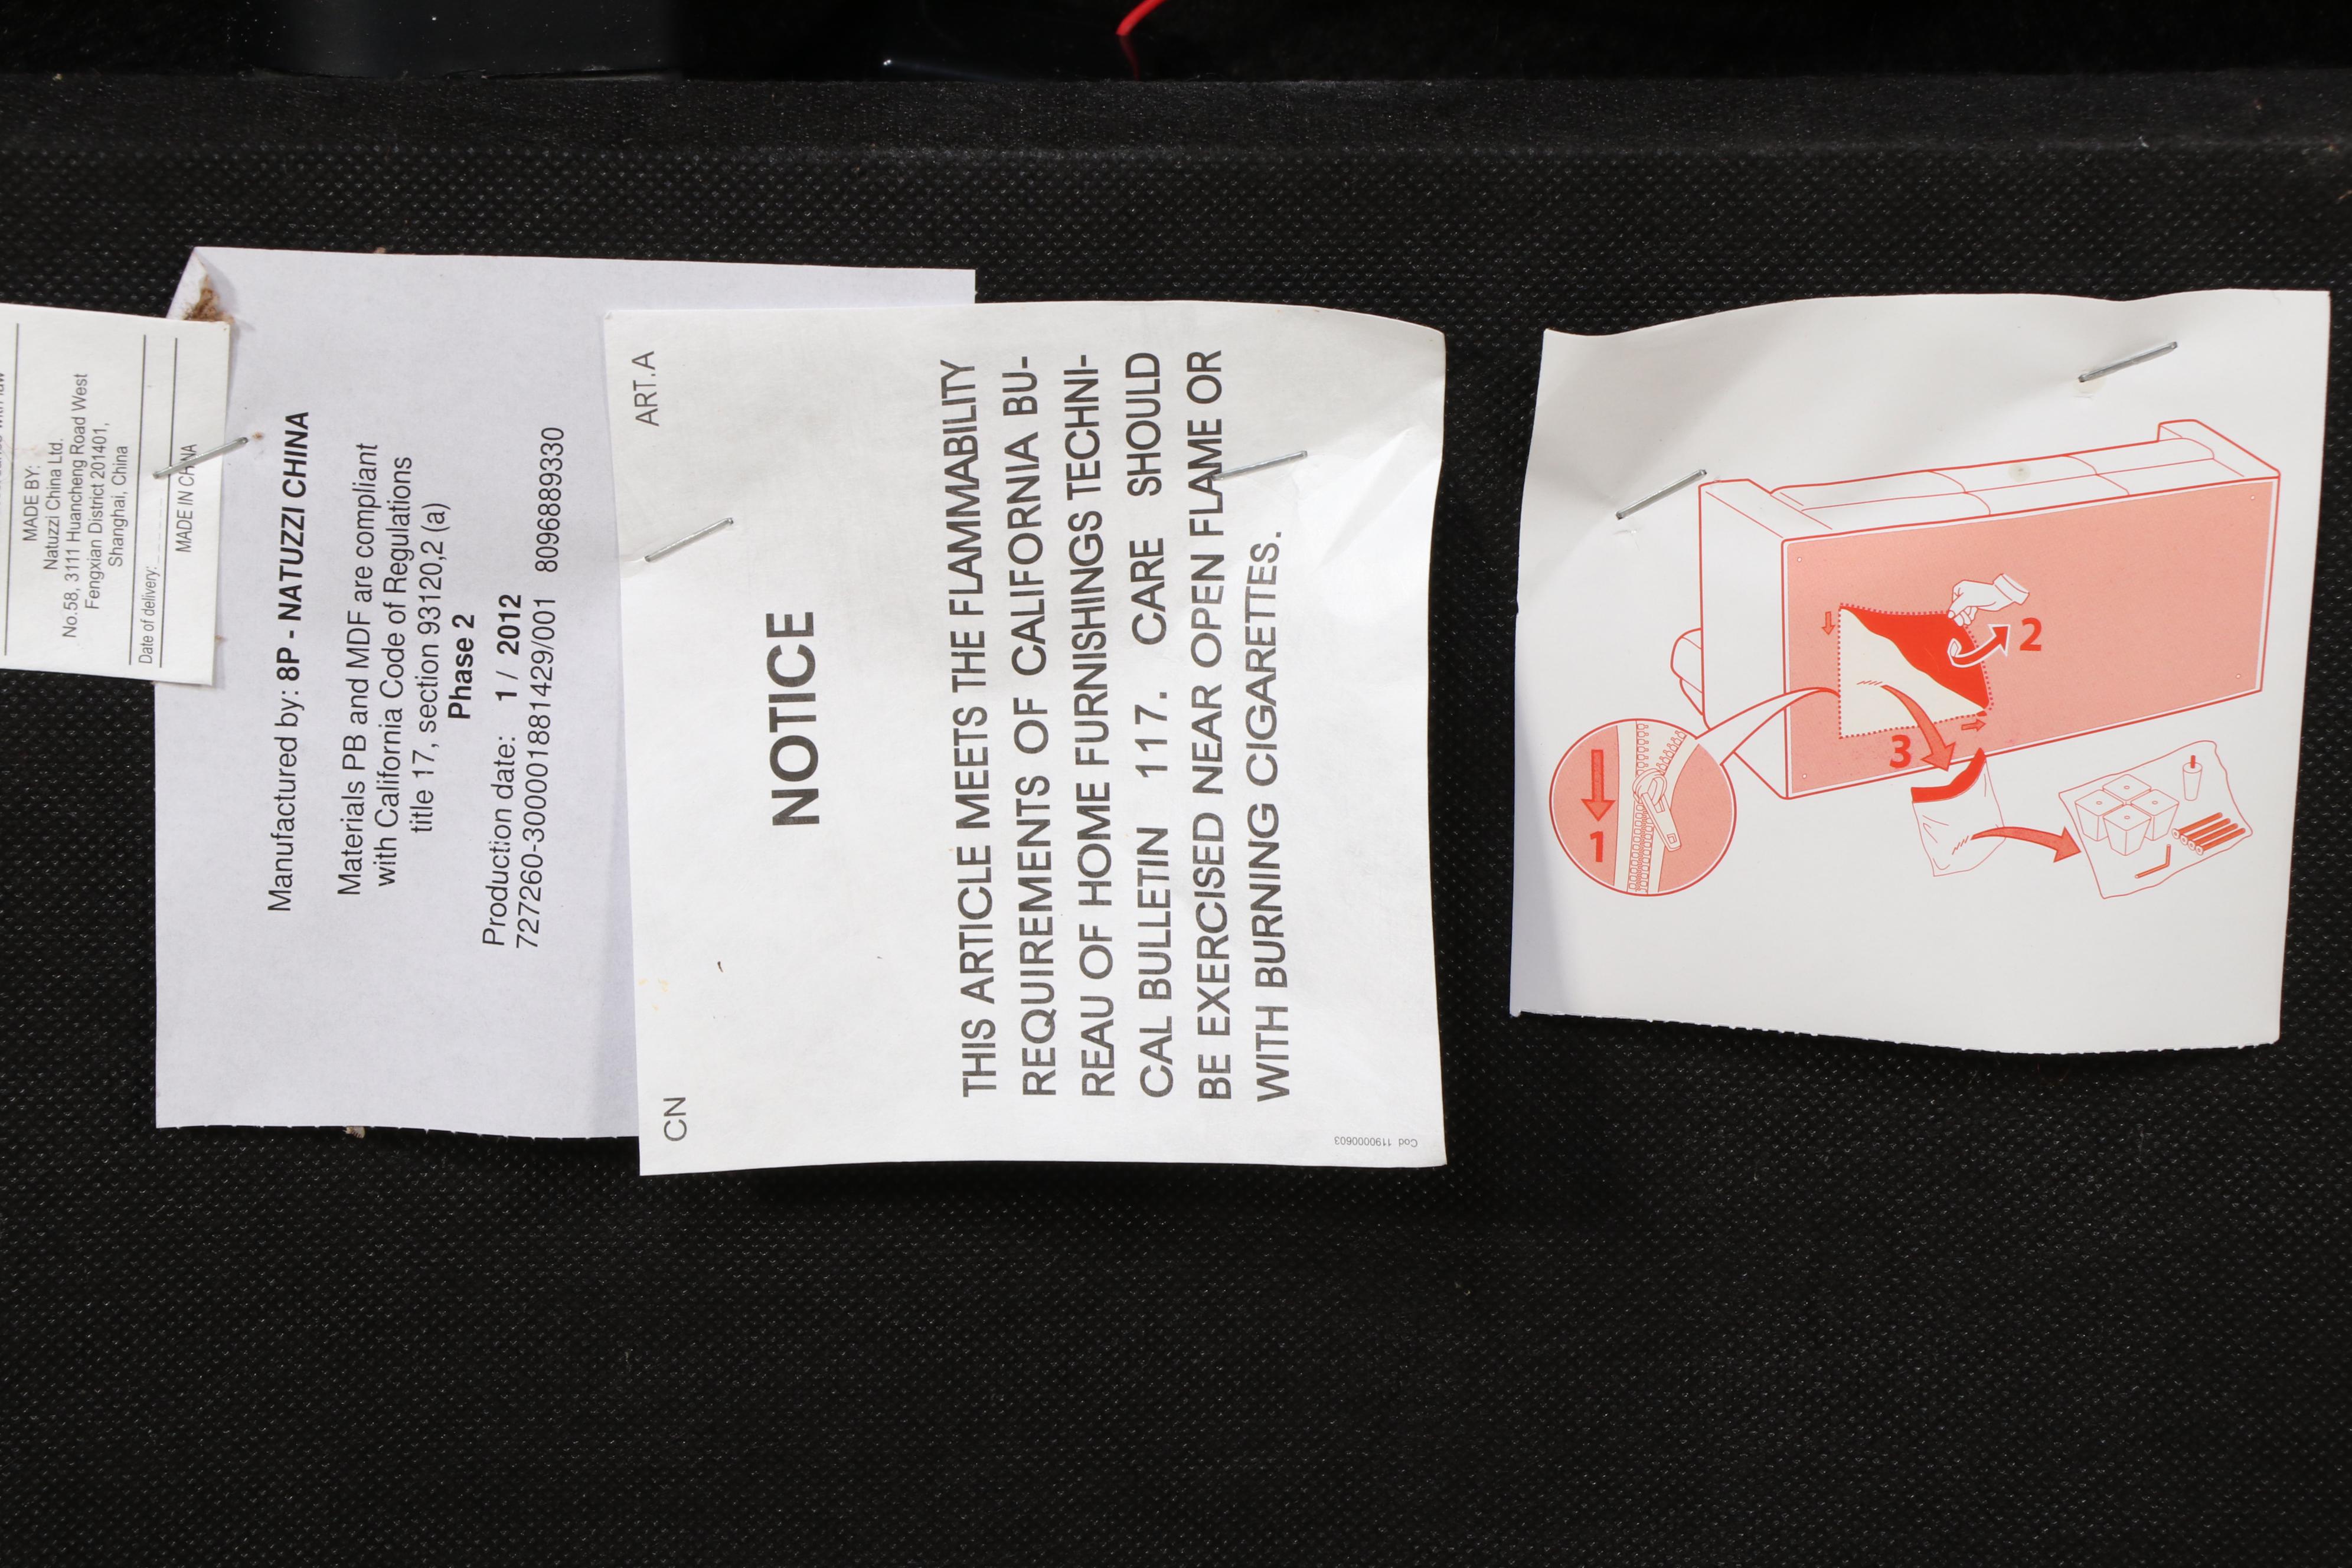 MADE BY:
Natuzzi China Ltd.
No.58, 3111 Huancheng Road West
Fengxian District 201401,
Shanghai, China
Date of delivery:
MADE IN CHINA
Manufactured by: 8P - NATUZZI CHINA
Materials PB and MDF are compliant
with California Code of Regulations
title 17, section 93120,2 (a)
Phase 2
Production date: 1 / 2012
727260-300001881429/001 8096889330
CN ART.A
NOTICE
THIS ARTICLE MEETS THE FLAMMABILITY
REQUIREMENTS OF CALIFORNIA BU-
REAU OF HOME FURNISHINGS TECHNI-
CAL BULLETIN 117. CARE SHOULD
BE EXERCISED NEAR OPEN FLAME OR
WITH BURNING CIGARETTES.
Cod 1190000603
1
2
3